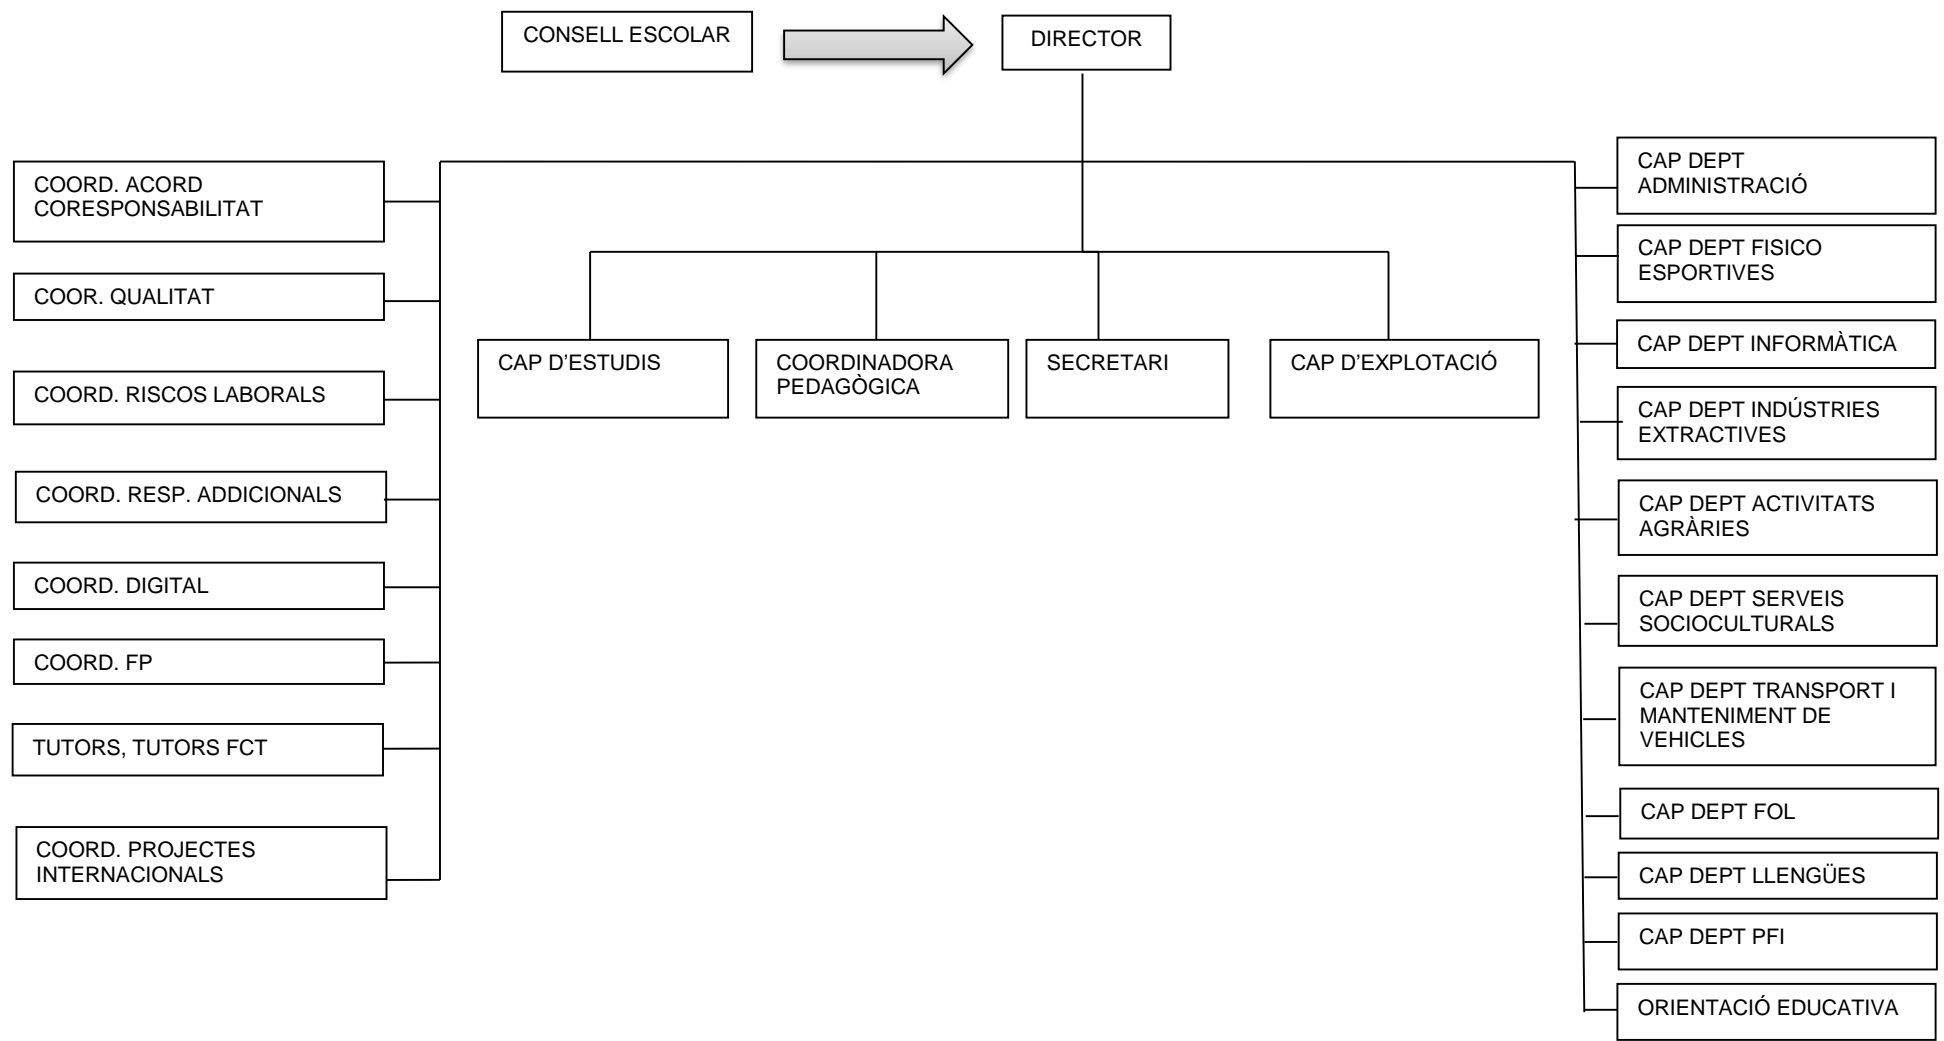 CONSELL ESCOLAR
DIRECTOR
COORD. ACORD
CORESPONSABILITAT
COOR. QUALITAT
COORD. RISCOS LABORALS
COORD. RESP. ADDICIONALS
COORD. DIGITAL
COORD. FP
TUTORS, TUTORS FCT
COORD. PROJECTES
INTERNACIONALS
CAP D’ESTUDIS
COORDINADORA
PEDAGÒGICA
SECRETARI
CAP D’EXPLOTACIÓ
CAP DEPT
ADMINISTRACIÓ
CAP DEPT FISICO
ESPORTIVES
CAP DEPT INFORMÀTICA
CAP DEPT INDÚSTRIES
EXTRACTIVES
CAP DEPT ACTIVITATS
AGRÀRIES
CAP DEPT SERVEIS
SOCIOCULTURALS
CAP DEPT TRANSPORT I
MANTENIMENT DE
VEHICLES
CAP DEPT FOL
CAP DEPT LLENGÜES
CAP DEPT PFI
ORIENTACIÓ EDUCATIVA